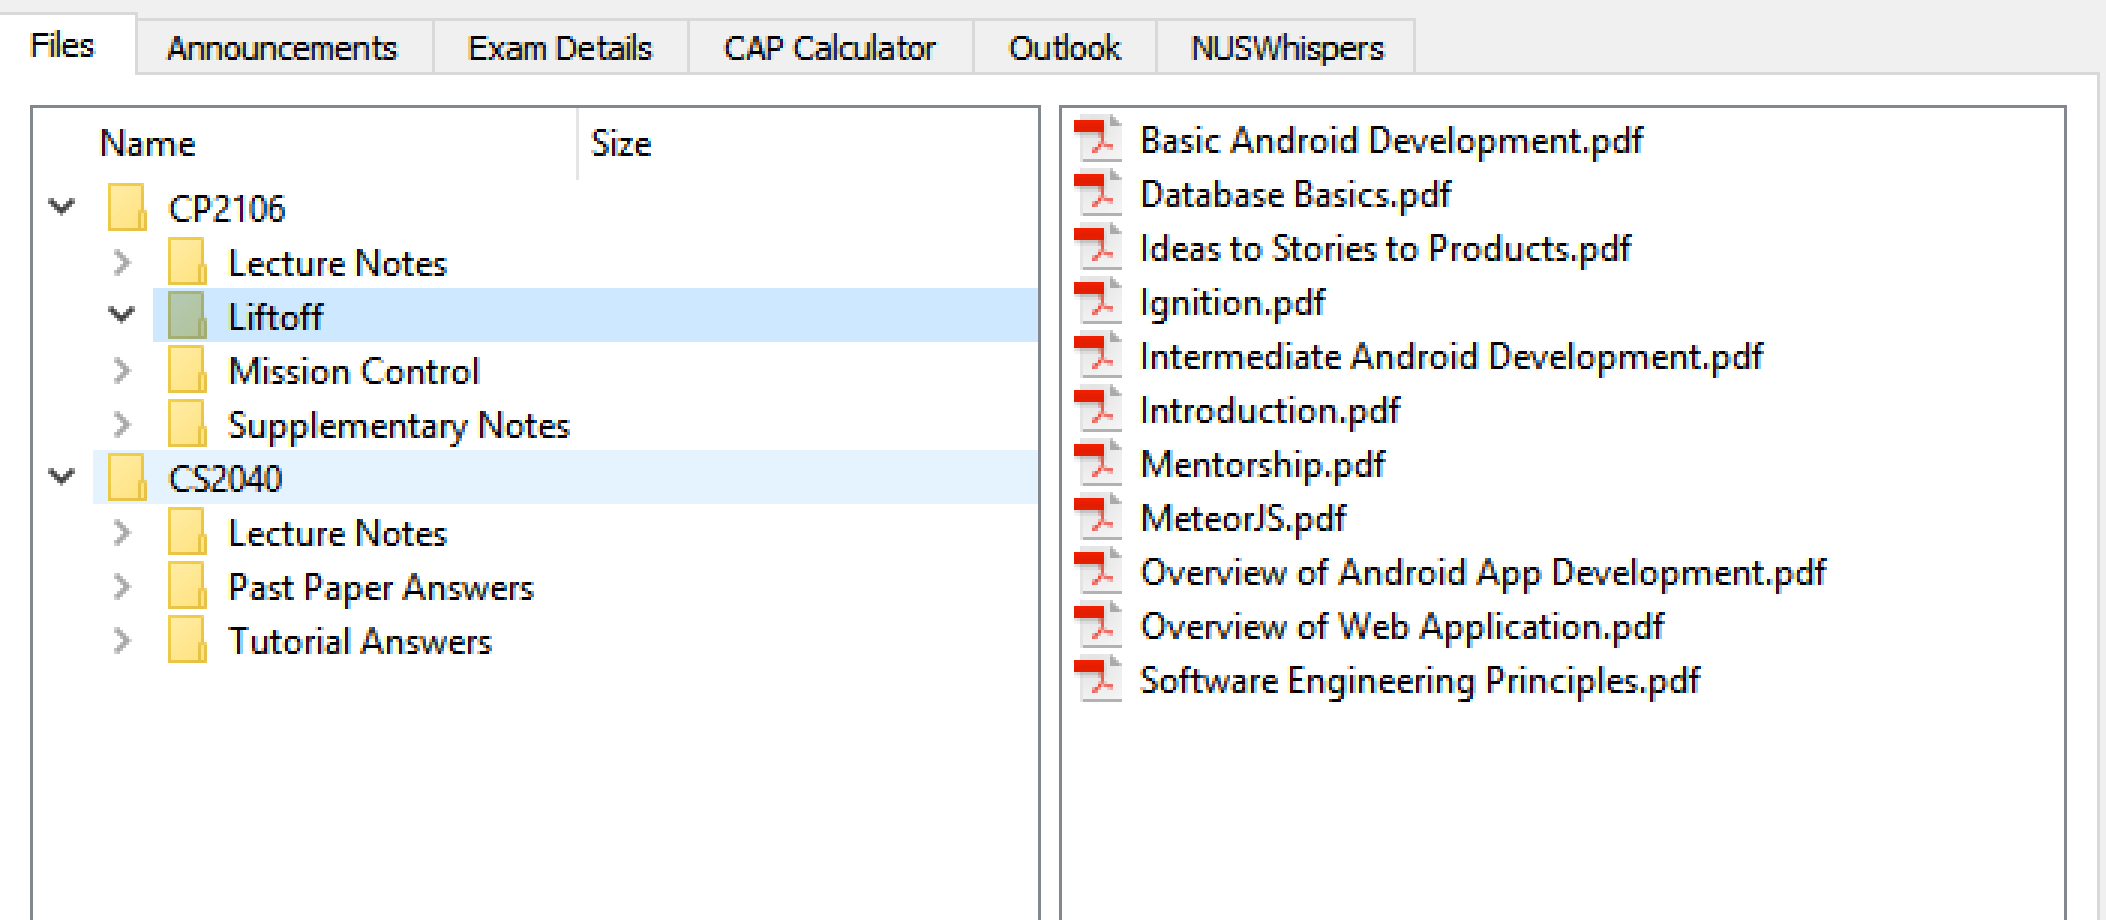 Files Announcements Exam Details CAP Calculator Outlook NUSWhispers
Name Size
CP2106
Lecture Notes
Liftoff
Mission Control
Supplementary Notes
CS2040
Lecture Notes
Past Paper Answers
Tutorial Answers
Basic Android Development.pdf
Database Basics.pdf
Ideas to Stories to Products.pdf
Ignition.pdf
Intermediate Android Development.pdf
Introduction.pdf
Mentorship.pdf
MeteorJS.pdf
Overview of Android App Development.pdf
Overview of Web Application.pdf
Software Engineering Principles.pdf